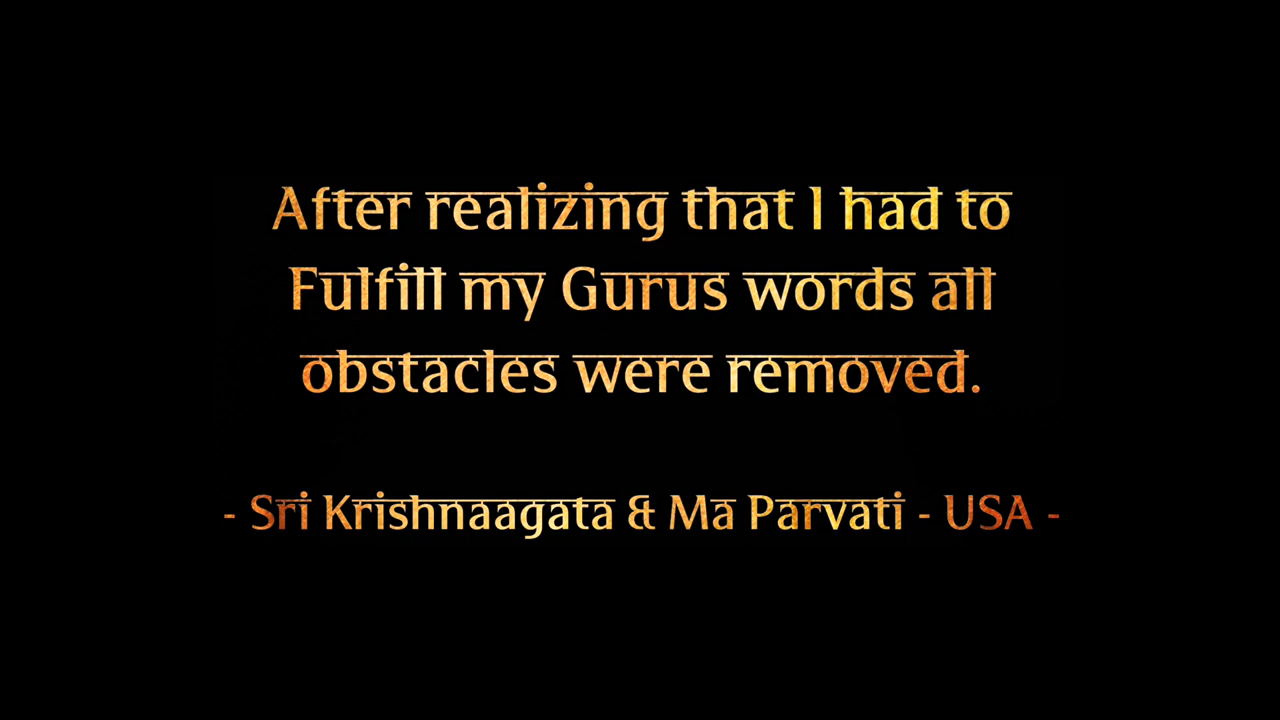 After realizing that I had to
Fulfill my Gurus words all
obstacles were removed.
- Sri Krishnaagata & Ma Parvati - USA -